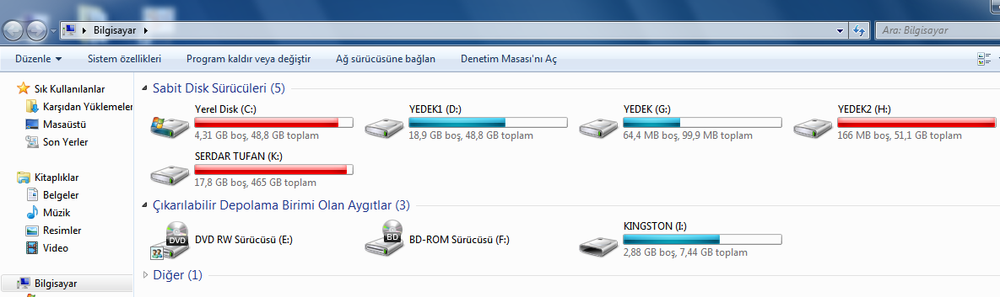 Bilgisayar
Ara: Bilgisayar
Düzenle Sistem özellikleri Program kaldır veya değiştir Ağ sürücüsüne bağlan Denetim Masası'nı Aç
Sık Kullanılanlar
Karşıdan Yüklemeler
Masaüstü
Son Yerler
Kitaplıklar
Belgeler
Müzik
Resimler
Video
Bilgisayar
Sabit Disk Sürücüleri (5)
Yerel Disk (C:)
4,31 GB boş, 48,8 GB toplam
YEDEK1 (D:)
18,9 GB boş, 48,8 GB toplam
YEDEK (G:)
64,4 MB boş, 99,9 MB toplam
YEDEK2 (H:)
166 MB boş, 51,1 GB toplam
SERDAR TUFAN (K:)
17,8 GB boş, 465 GB toplam
Çıkarılabilir Depolama Birimi Olan Aygıtlar (3)
DVD
DVD RW Sürücüsü (E:)
BD
BD-ROM Sürücüsü (F:)
KINGSTON (I:)
2,88 GB boş, 7,44 GB toplam
Diğer (1)